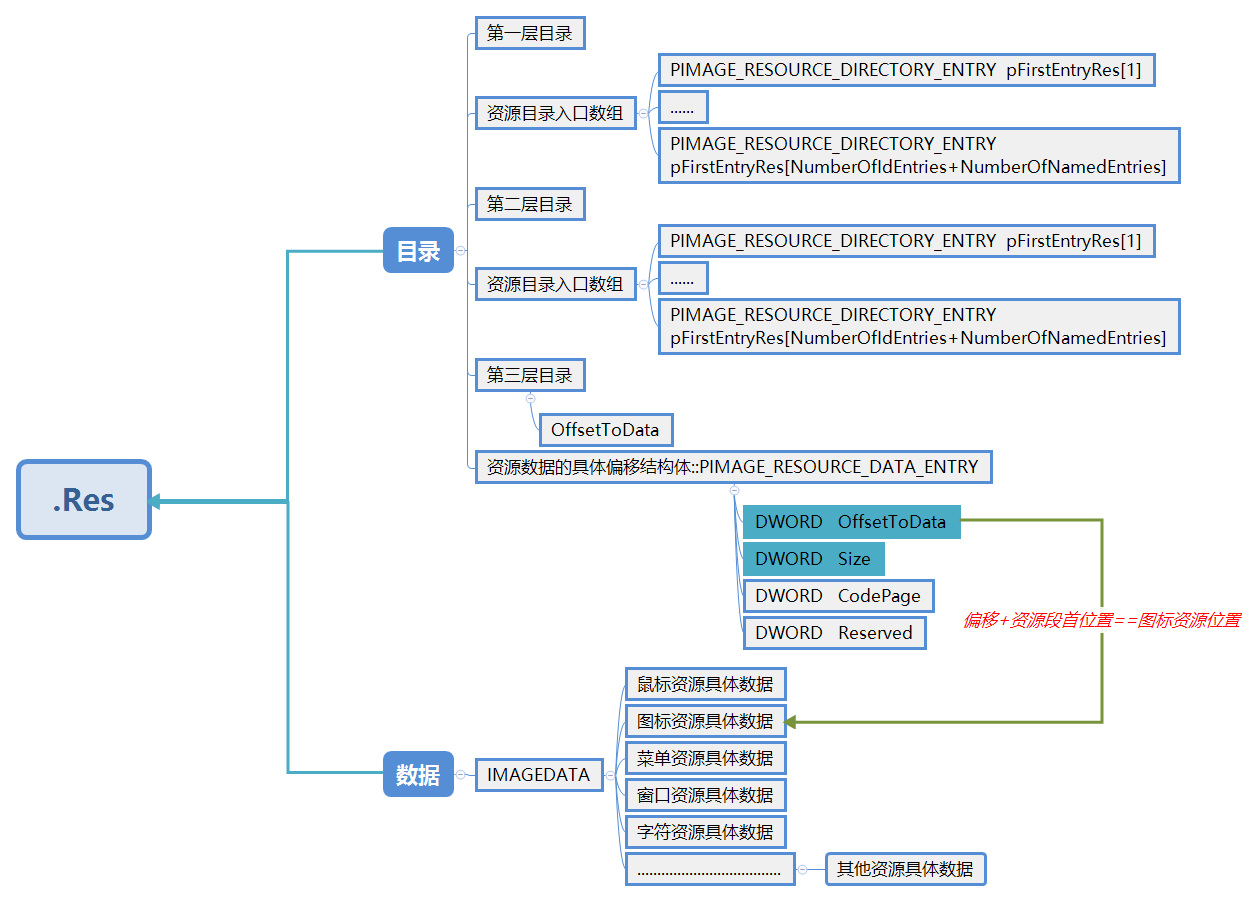 .Res
目录
第一层目录
资源目录入口数组
PIMAGE_RESOURCE_DIRECTORY_ENTRY pFirstEntryRes[1]
......
PIMAGE_RESOURCE_DIRECTORY_ENTRY
pFirstEntryRes[NumberOfIdEntries+NumberOfNamedEntries]
第二层目录
资源目录入口数组
PIMAGE_RESOURCE_DIRECTORY_ENTRY pFirstEntryRes[1]
......
PIMAGE_RESOURCE_DIRECTORY_ENTRY
pFirstEntryRes[NumberOfIdEntries+NumberOfNamedEntries]
第三层目录
OffsetToData
资源数据的具体偏移结构体::PIMAGE_RESOURCE_DATA_ENTRY
DWORD OffsetToData
DWORD Size
DWORD CodePage
DWORD Reserved
偏移+资源段首位置==图标资源位置
数据
IMAGEDATA
鼠标资源具体数据
图标资源具体数据
菜单资源具体数据
窗口资源具体数据
字符资源具体数据
....................................
其他资源具体数据